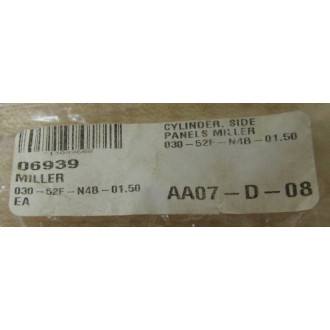 06939
MILLER
030-52F-N4B-01.50
EA
CYLINDER, SIDE
PANELS MILLER
030-52F-N4B-01.50
AA07-D-08